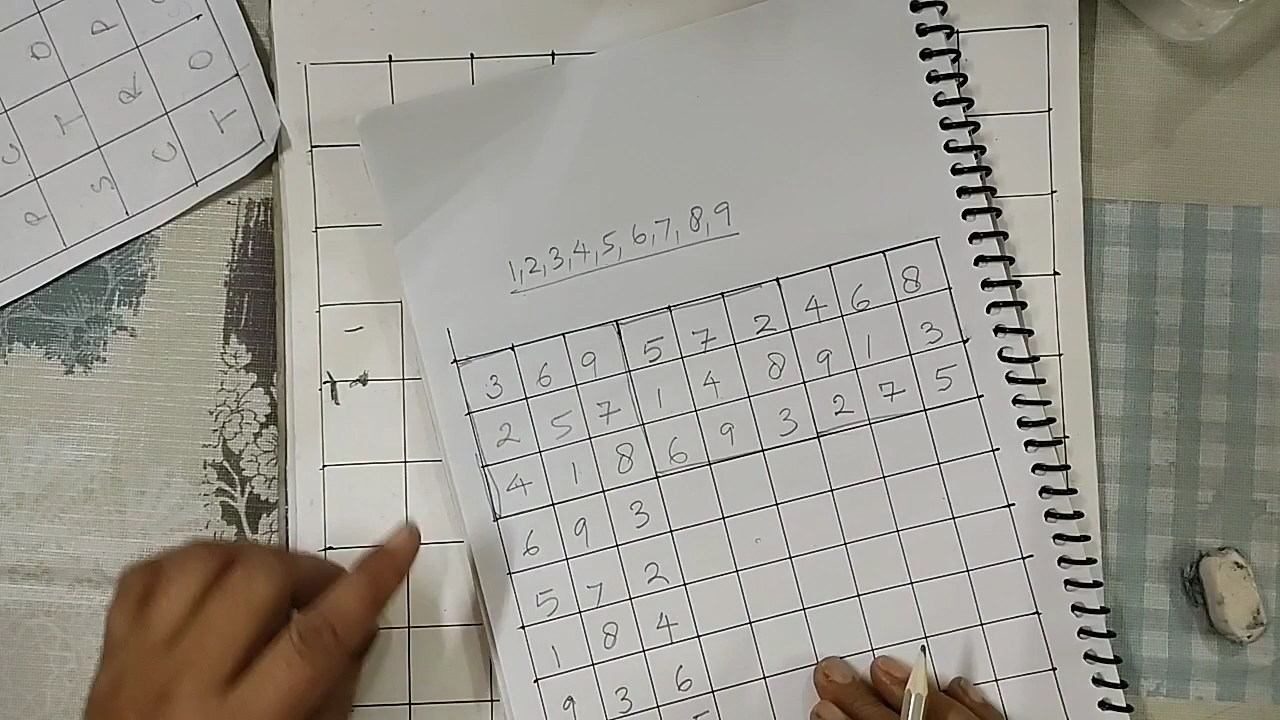 1,2,3,4,5,6,7,8,9
3 6 9 5 7 2 4 6 8
2 5 7 1 4 8 9 1 3
4 1 8 6 9 3 2 7 5
6 9 3
5 7 2
1 8 4
9 3 6
D P
C T R O
P S C T